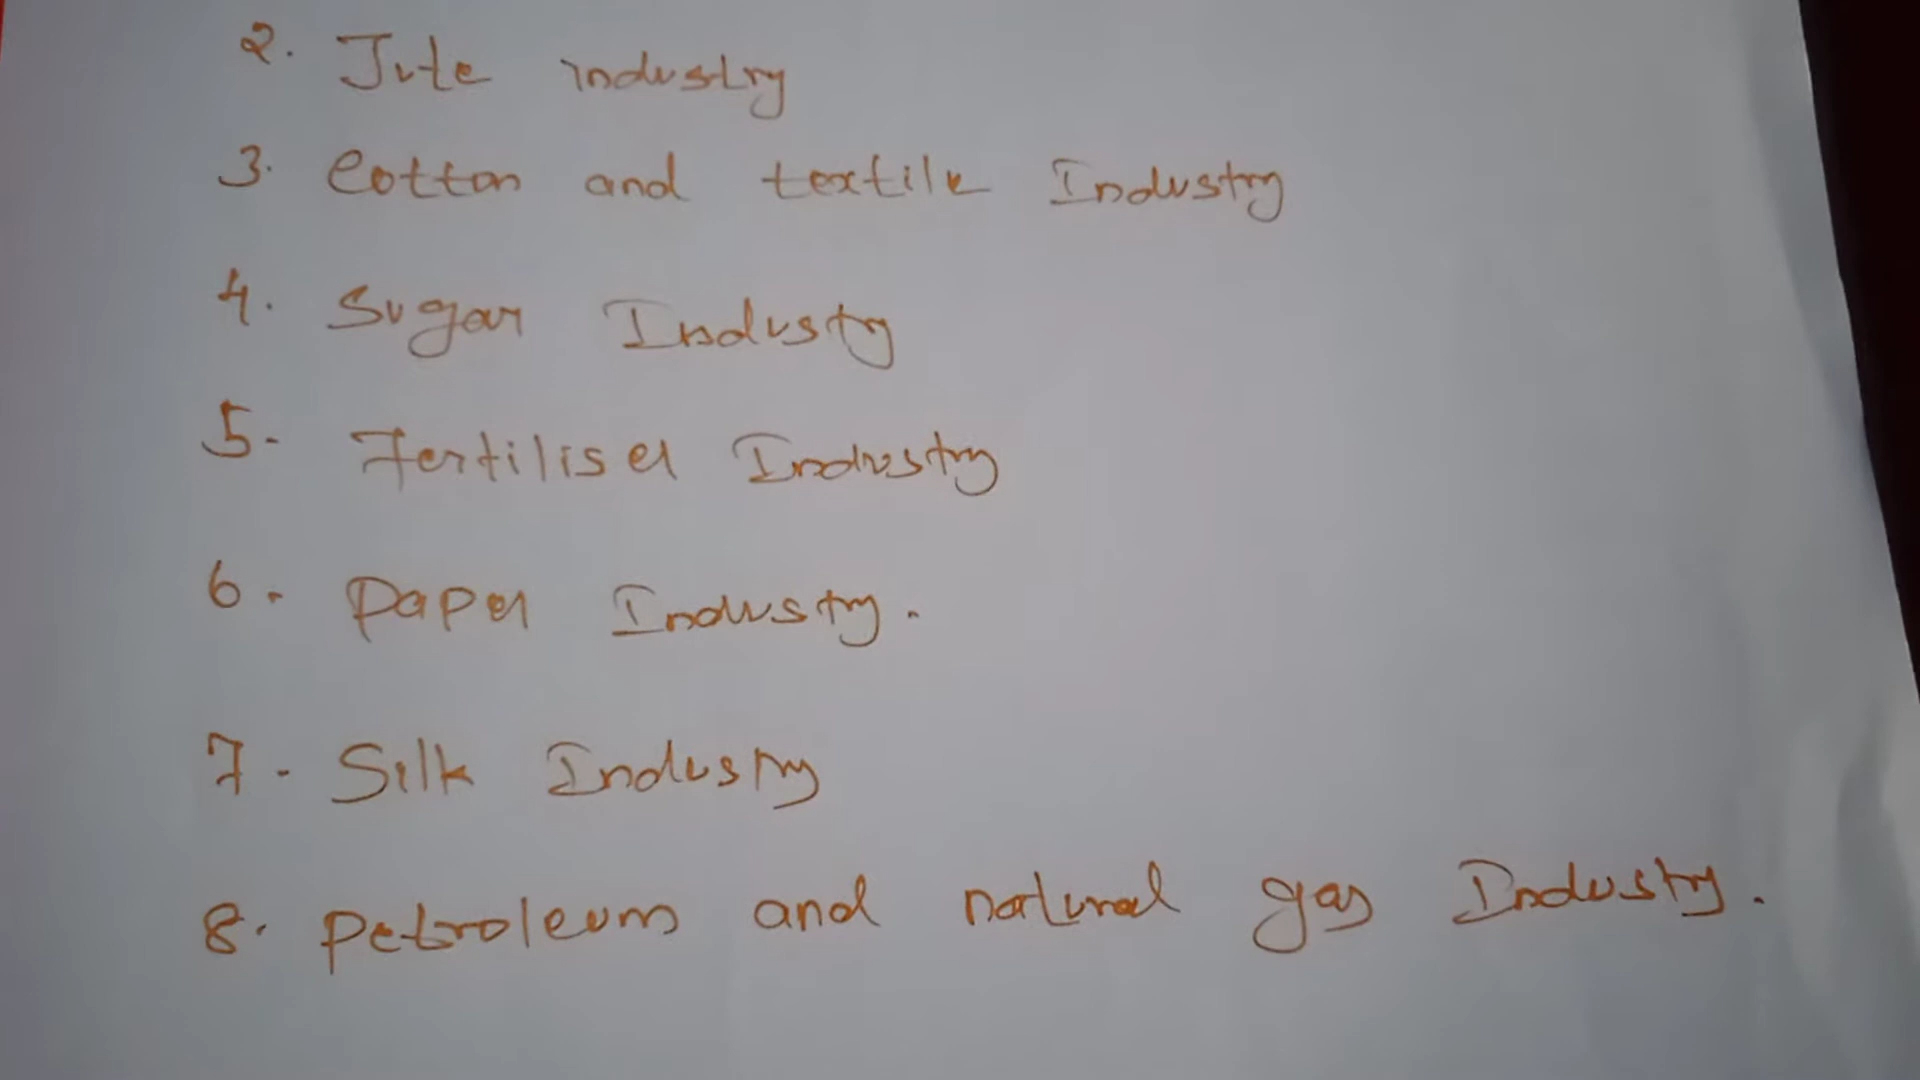 2. Jute industry
3. Cotton and textile Industry
4. Sugar Industry
5. Fertiliser Industry
6. Paper Industry.
7. Silk Industry
8. Petroleum and natural gas Industry.